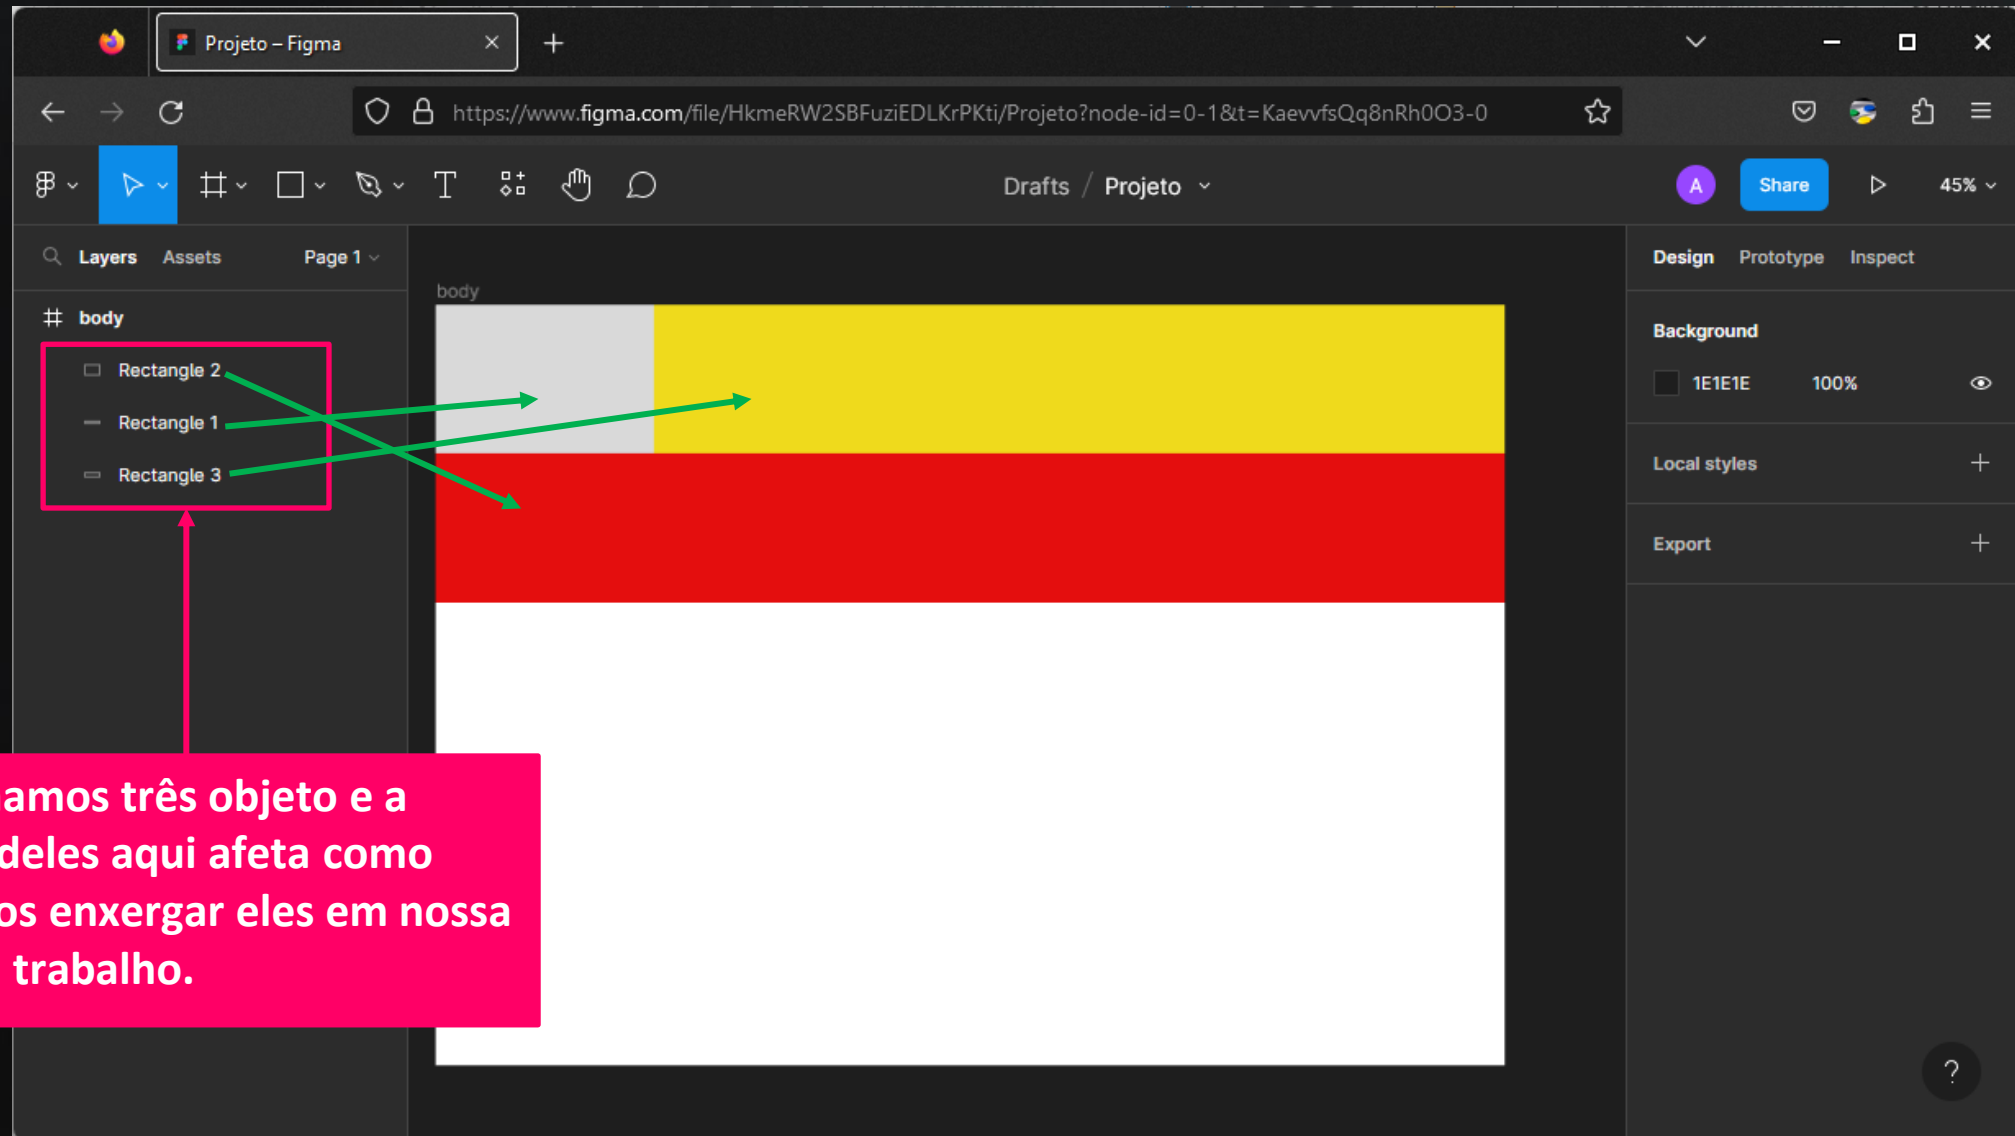 Projeto – Figma
https://www.figma.com/file/HkmeRW2SBFuziEDLKrPKti/Projeto?node-id=0-1&t=KaevvfsQq8nRh0O3-0
Drafts / Projeto
A
Share
45%
Layers Assets Page 1
Design Prototype Inspect
body
body
Background
Rectangle 2
1E1E1E 100%
Rectangle 1
Rectangle 3
Local styles
Export
três objeto e a
deles aqui afeta como
enxergar eles em nossa
trabalho.
?